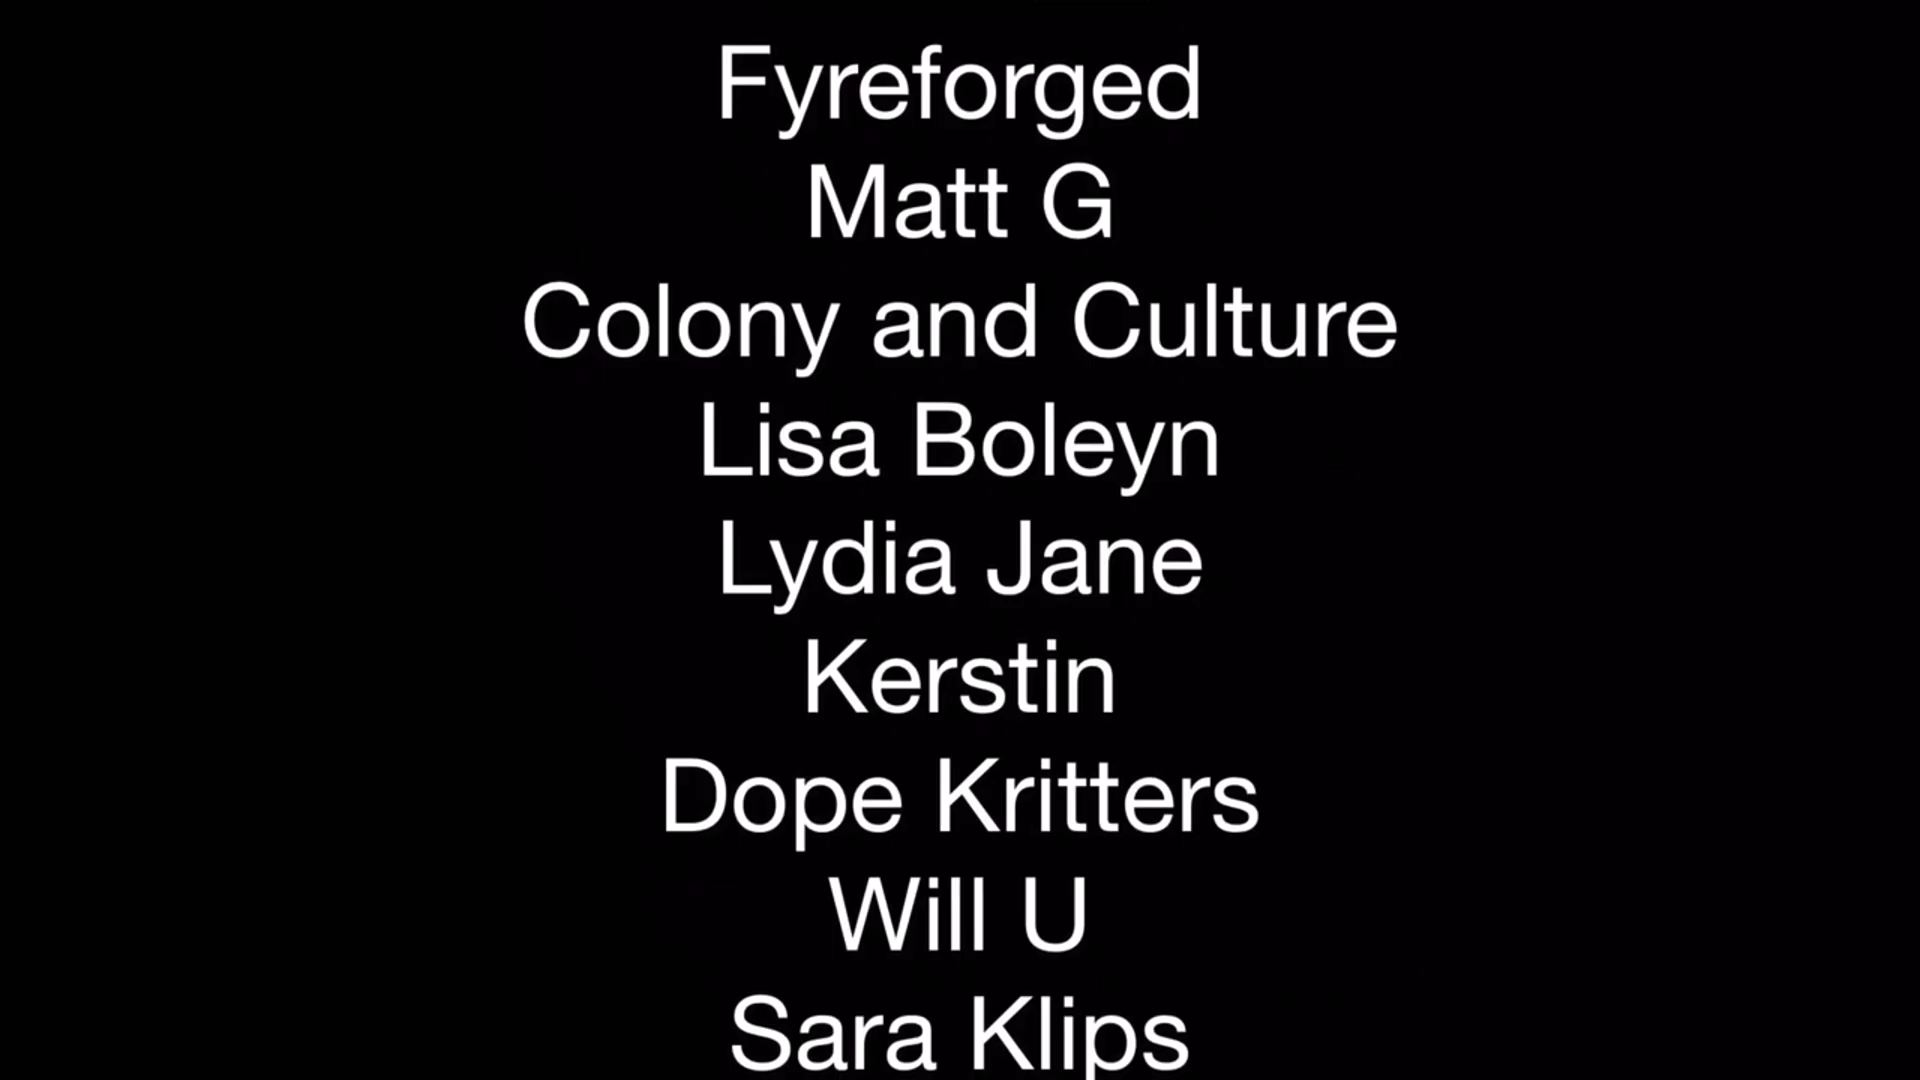 Fyreforged
Matt G
Colony and Culture
Lisa Boleyn
Lydia Jane
Kerstin
Dope Kritters
Will U
Sara Klips